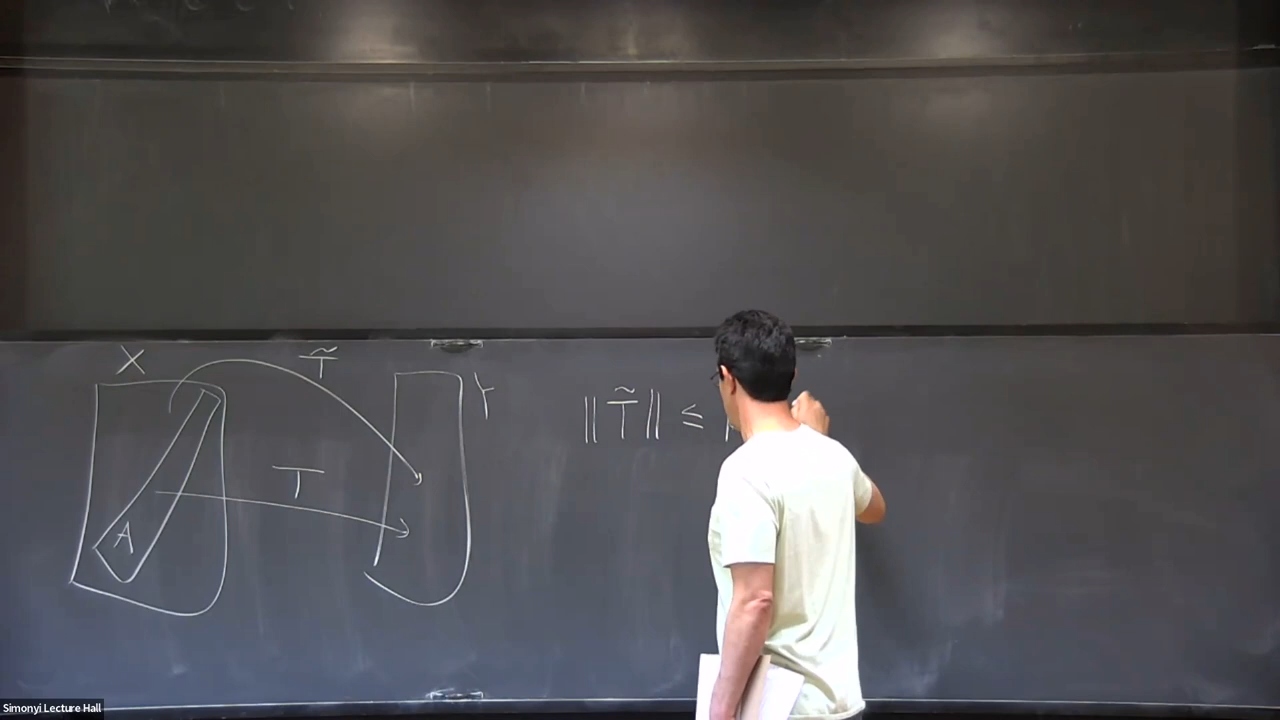 X
T̃
Y
T
A
‖ T̃ ‖ ≤
Simonyi Lecture Hall